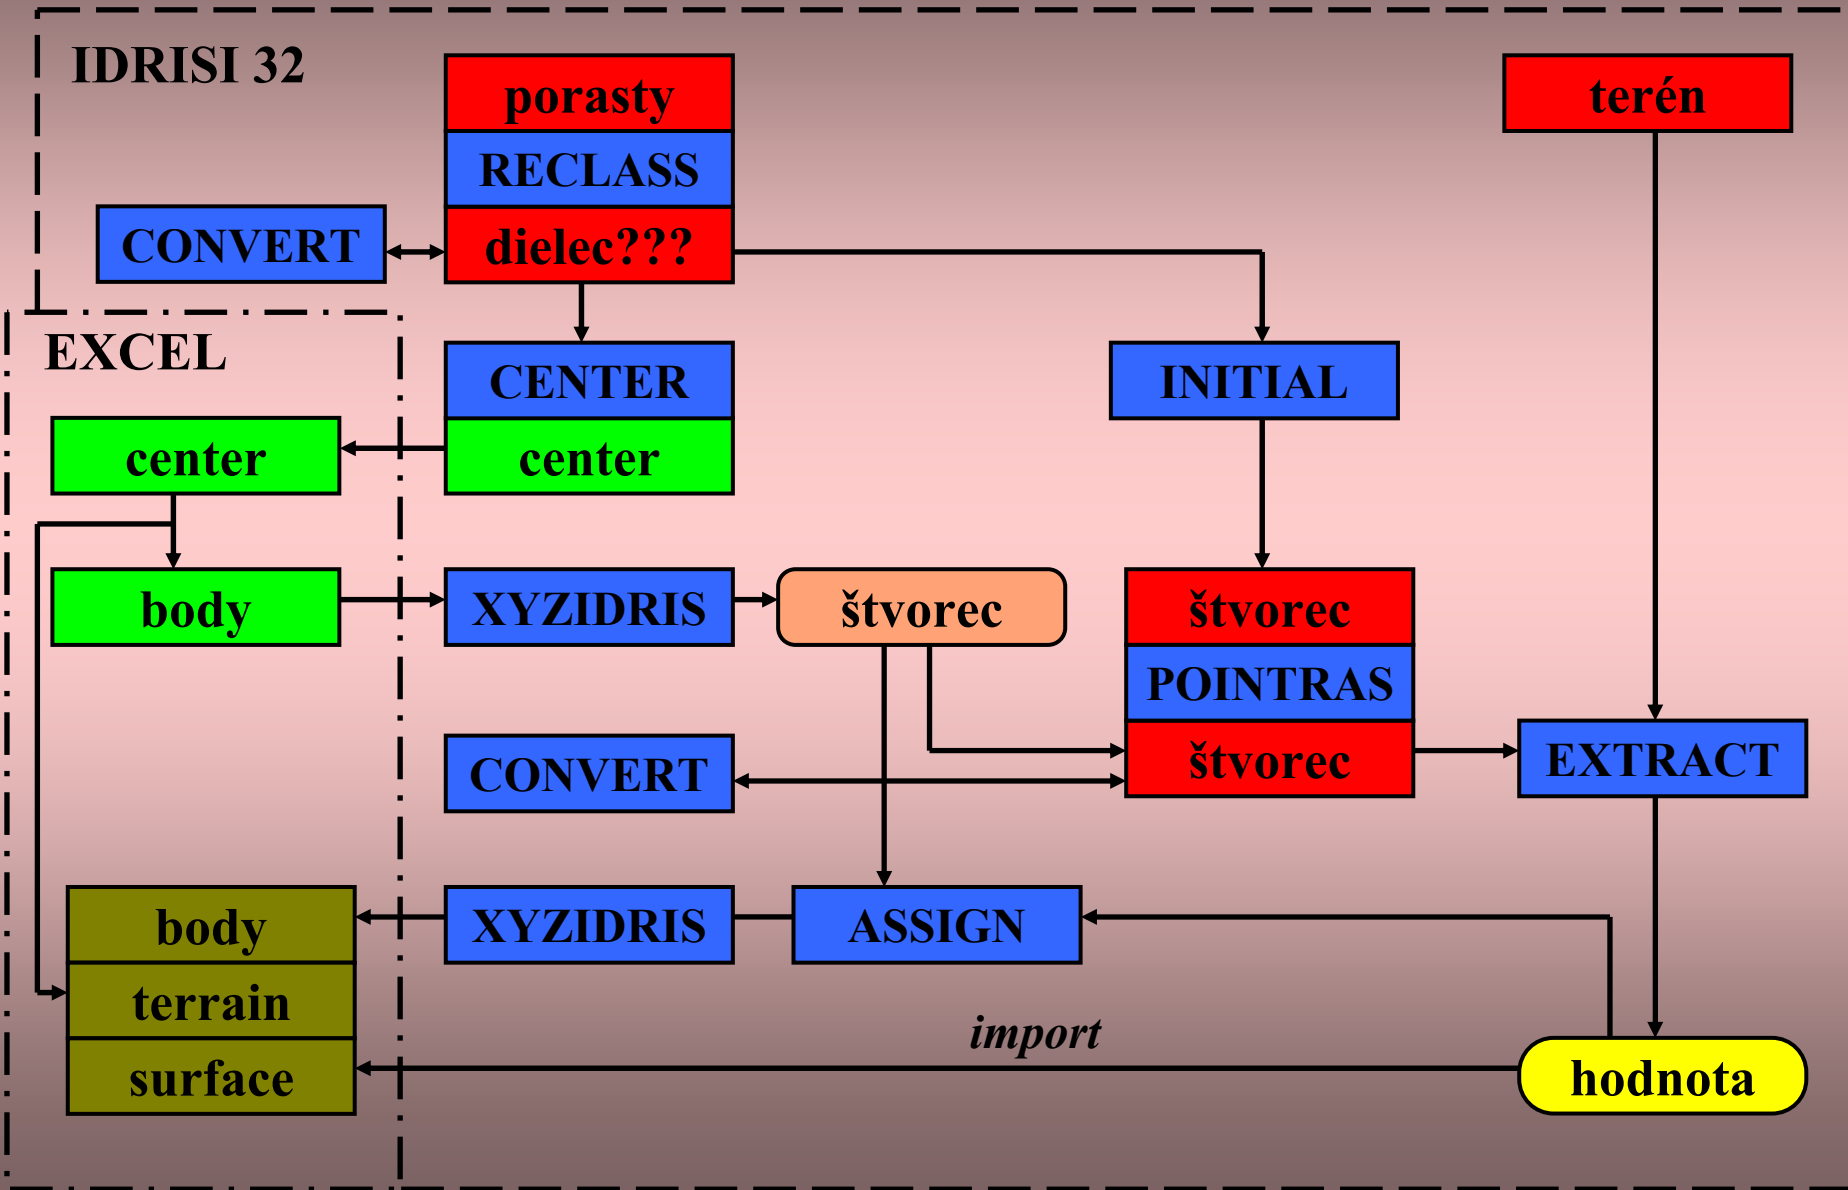 IDRISI 32
porasty
terén
RECLASS
CONVERT
dielec???
EXCEL
CENTER
INITIAL
center
center
body
XYZIDRIS
štvorec
štvorec
POINTRAS
CONVERT
štvorec
EXTRACT
body
XYZIDRIS
ASSIGN
terrain
import
surface
hodnota